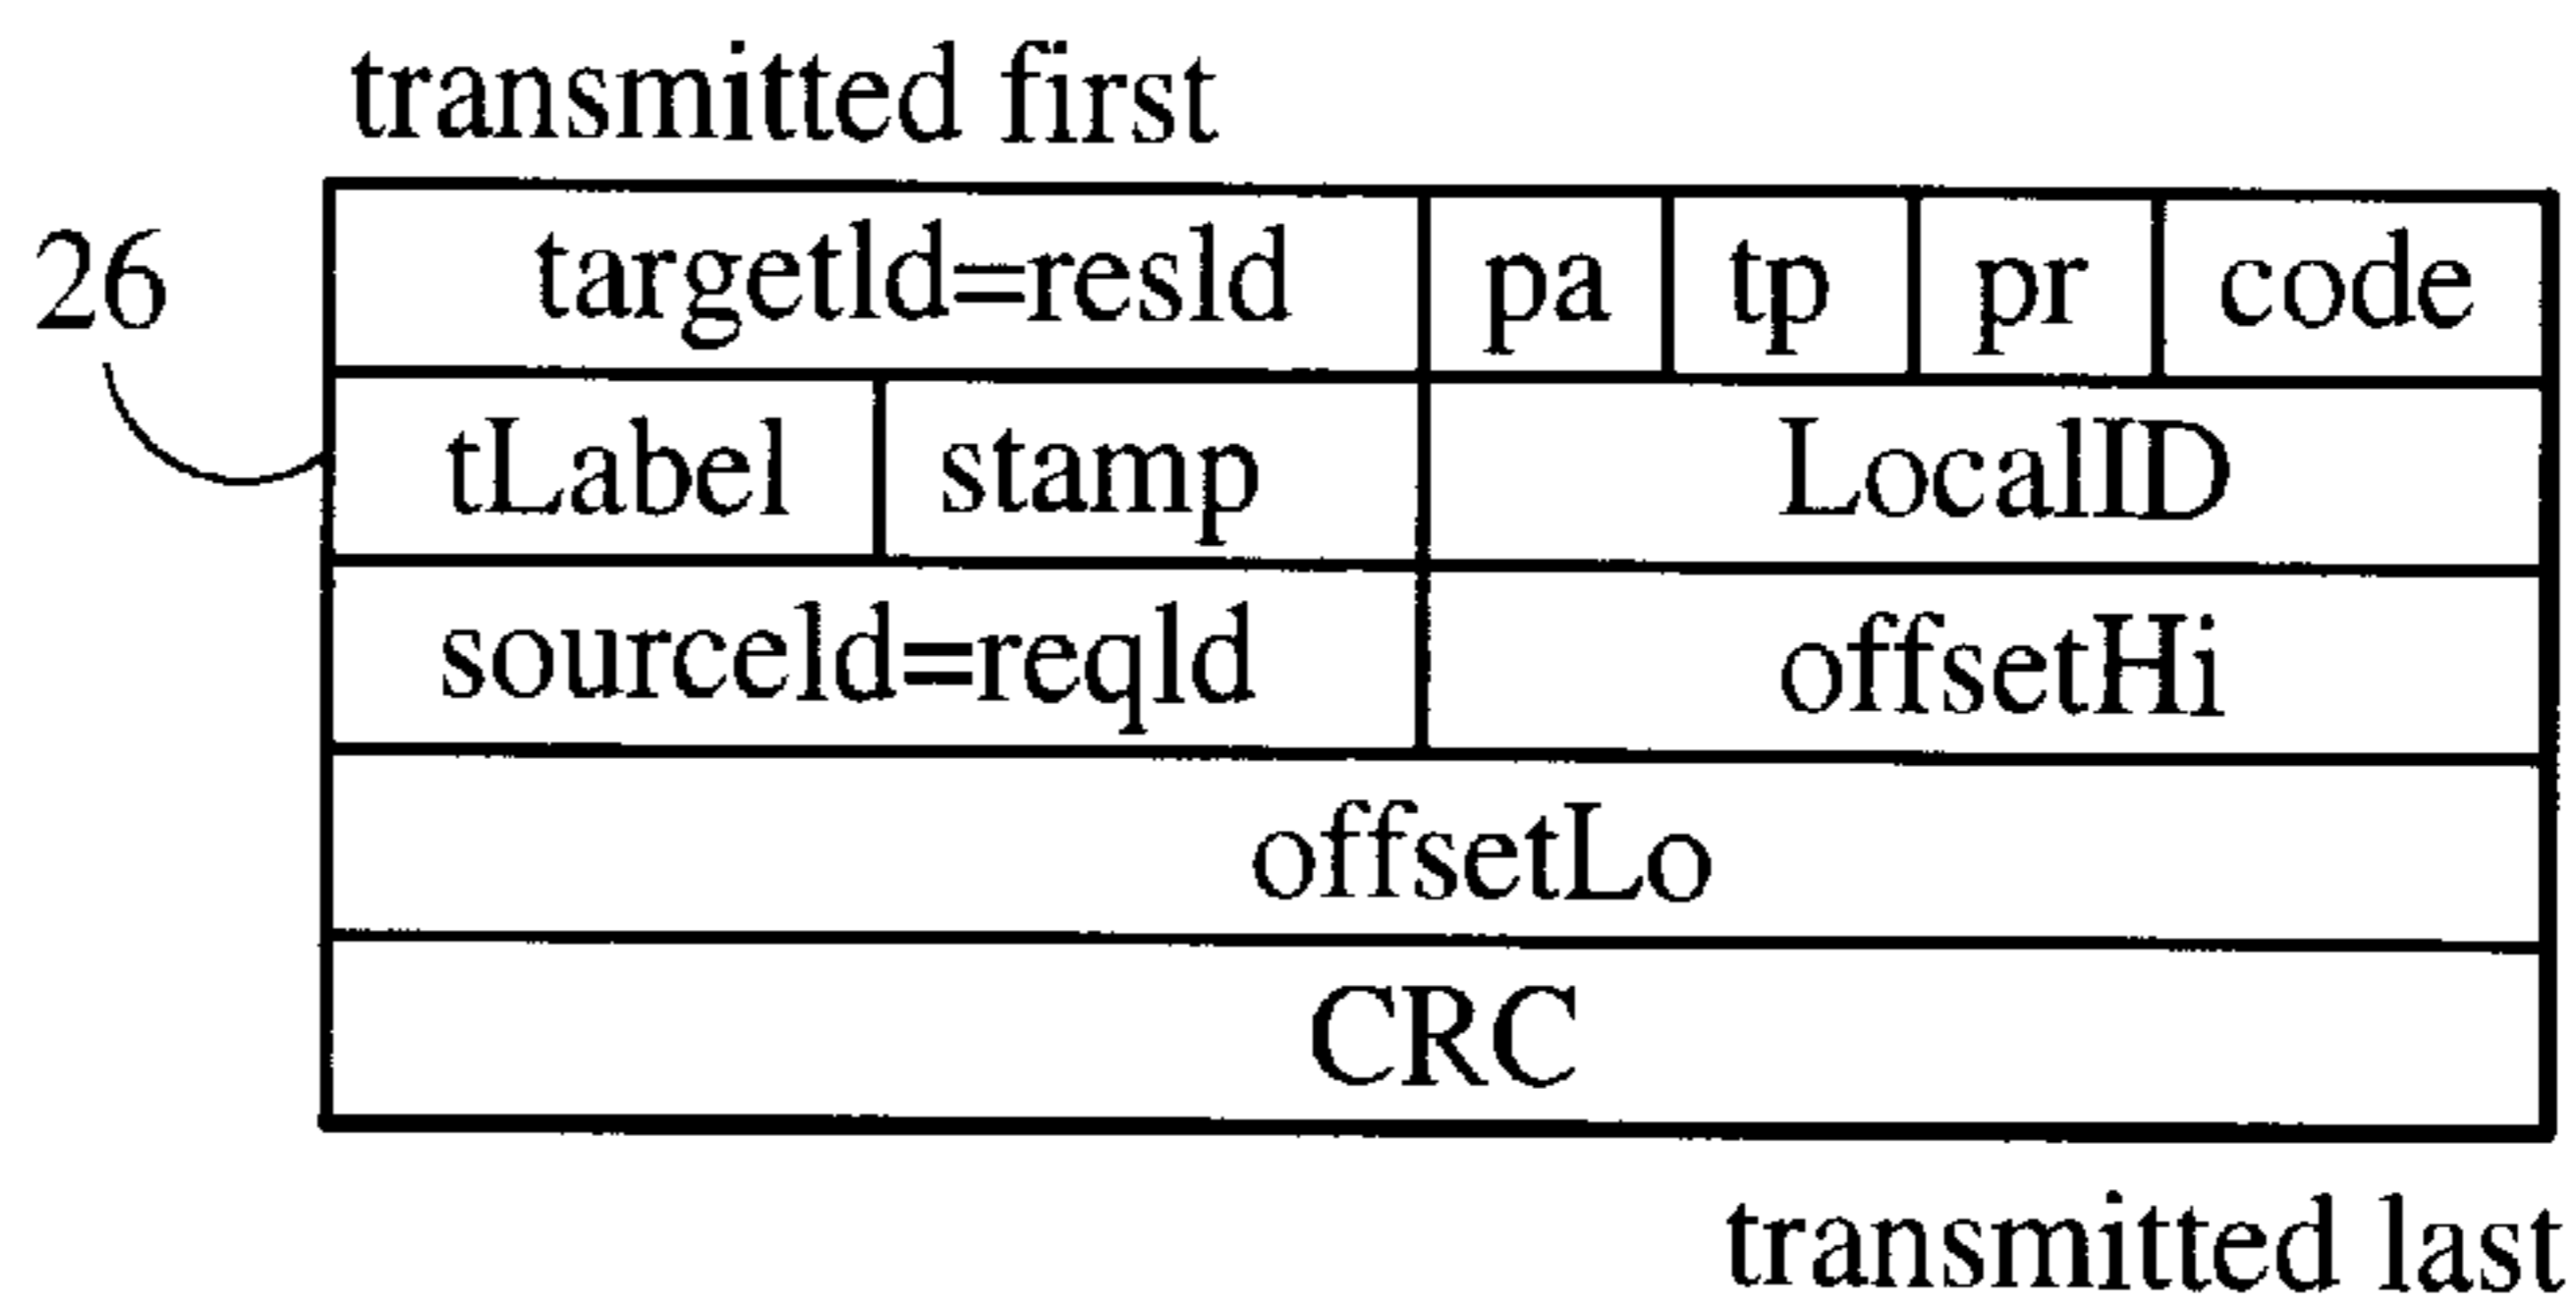 transmitted first
26
targetId=resId pa tp pr code
tLabel stamp LocalID
sourceId=reqId offsetHi
offsetLo
CRC
transmitted last